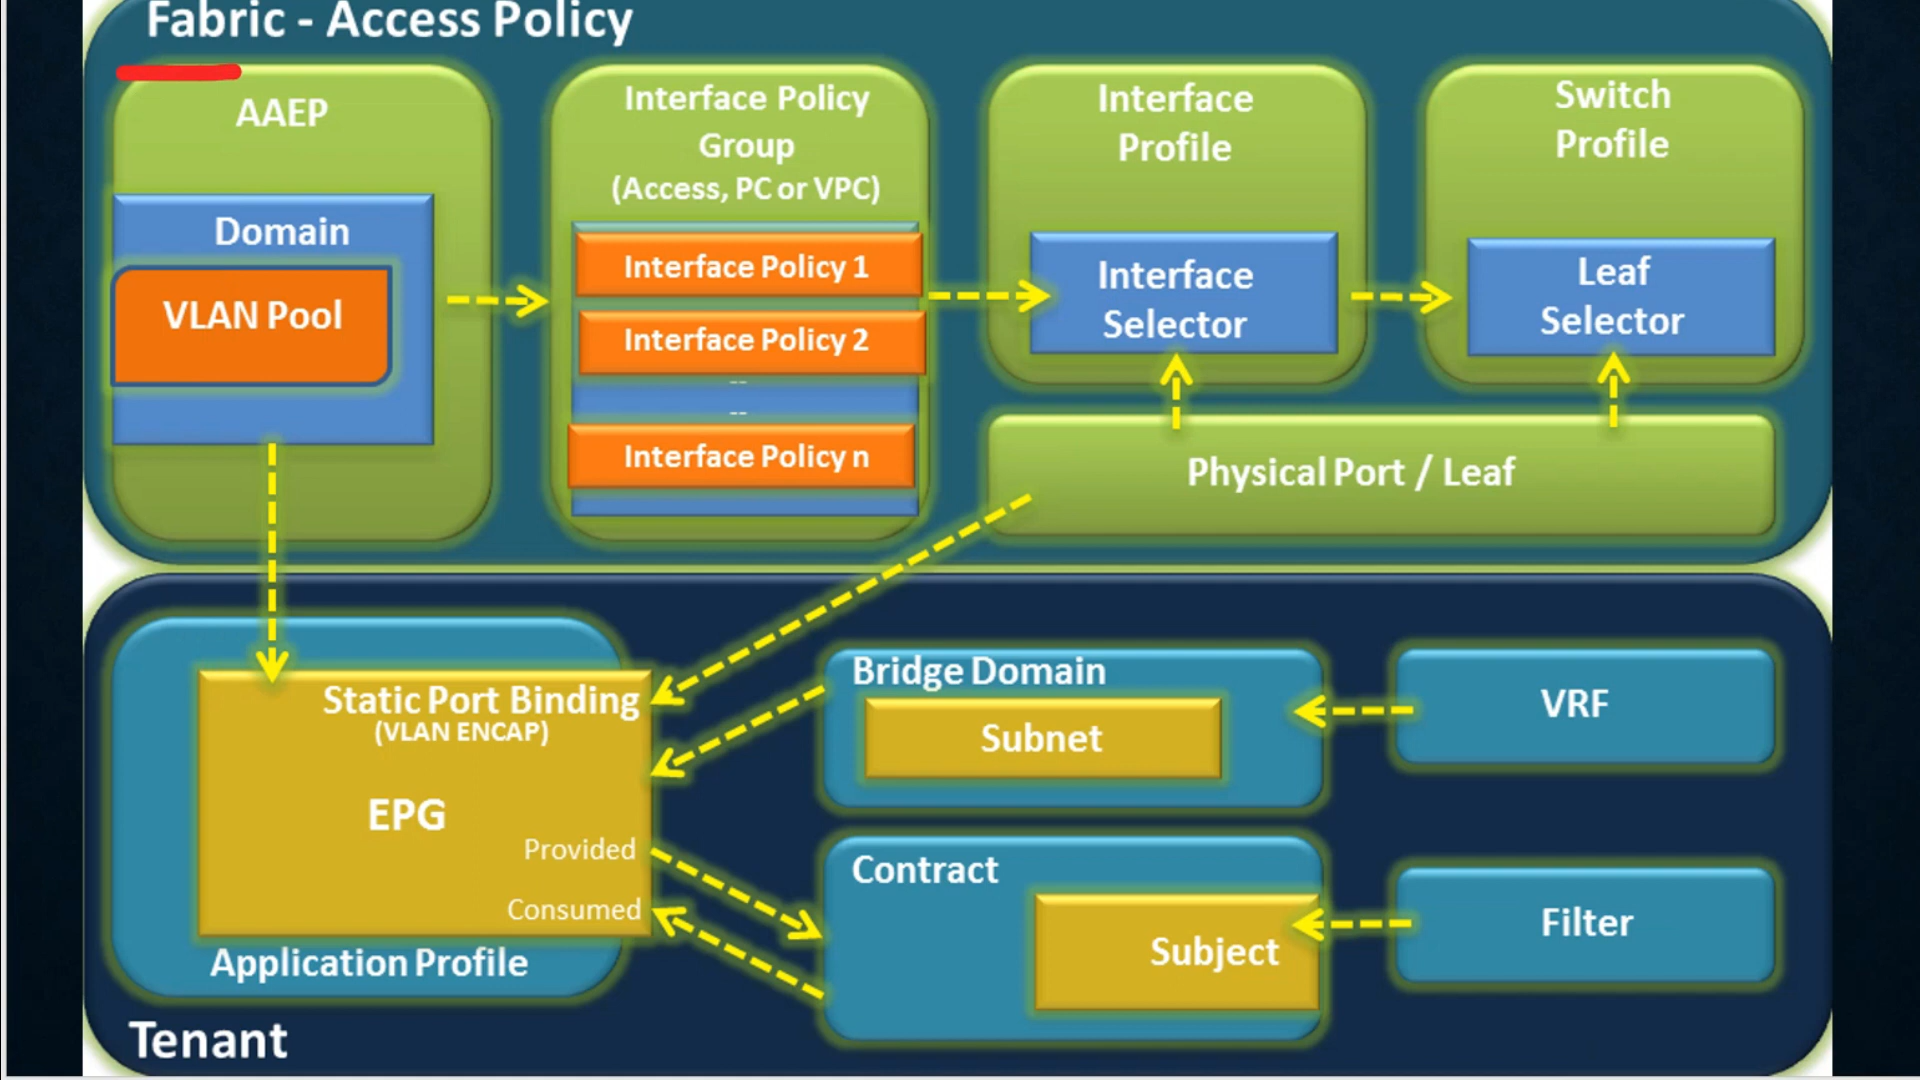 Fabric - Access Policy
AAEP
Domain
VLAN Pool
Interface Policy
Group
(Access, PC or VPC)
Interface Policy 1
Interface Policy 2
--
--
Interface Policy n
Interface
Profile
Interface
Selector
Switch
Profile
Leaf
Selector
Physical Port / Leaf
Static Port Binding
(VLAN ENCAP)
EPG
Provided
Consumed
Application Profile
Bridge Domain
Subnet
VRF
Contract
Subject
Filter
Tenant